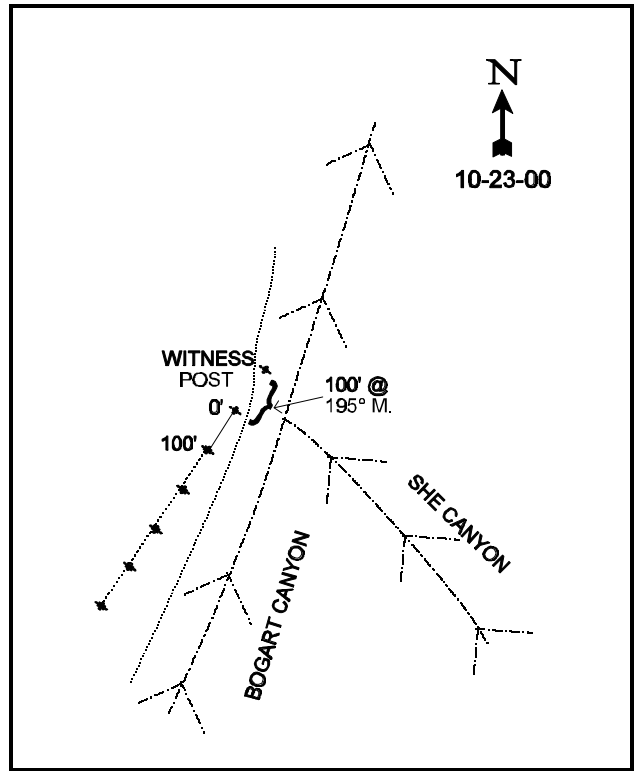 N
10-23-00
WITNESS
POST
0'
100' @
195° M.
100'
SHE CANYON
BOGART CANYON